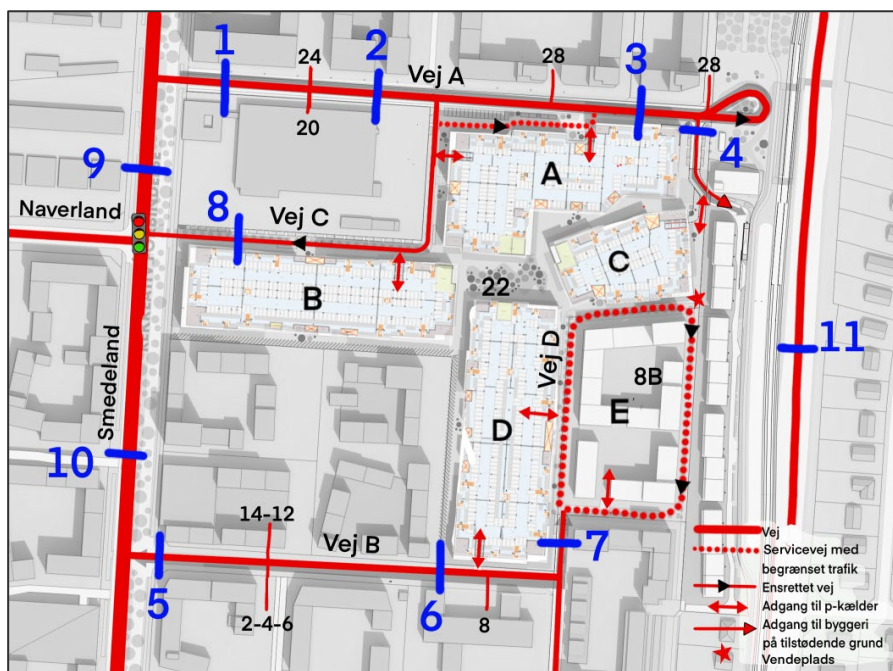 1
2
3
24
28
28
Vej A
20
4
9
A
Naverland
8
Vej C
C
B
22
Vej D
8B
11
E
D
Smedeland
10
14-12
Vej B
7
5
6
2-4-6
8
Vej
Servicevej med
begrænset trafik
Ensrettet vej
Adgang til p-kælder
Adgang til byggeri
på tilstødende grund
Vendeplads